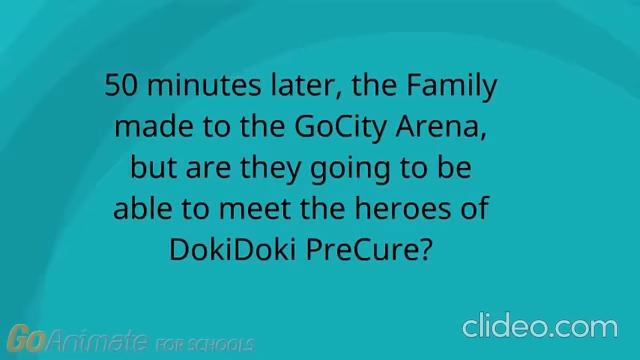 50 minutes later, the Family
made to the GoCity Arena,
but are they going to be
able to meet the heroes of
DokiDoki PreCure?
GoAnimate FOR SCHOOLS
clideo.com